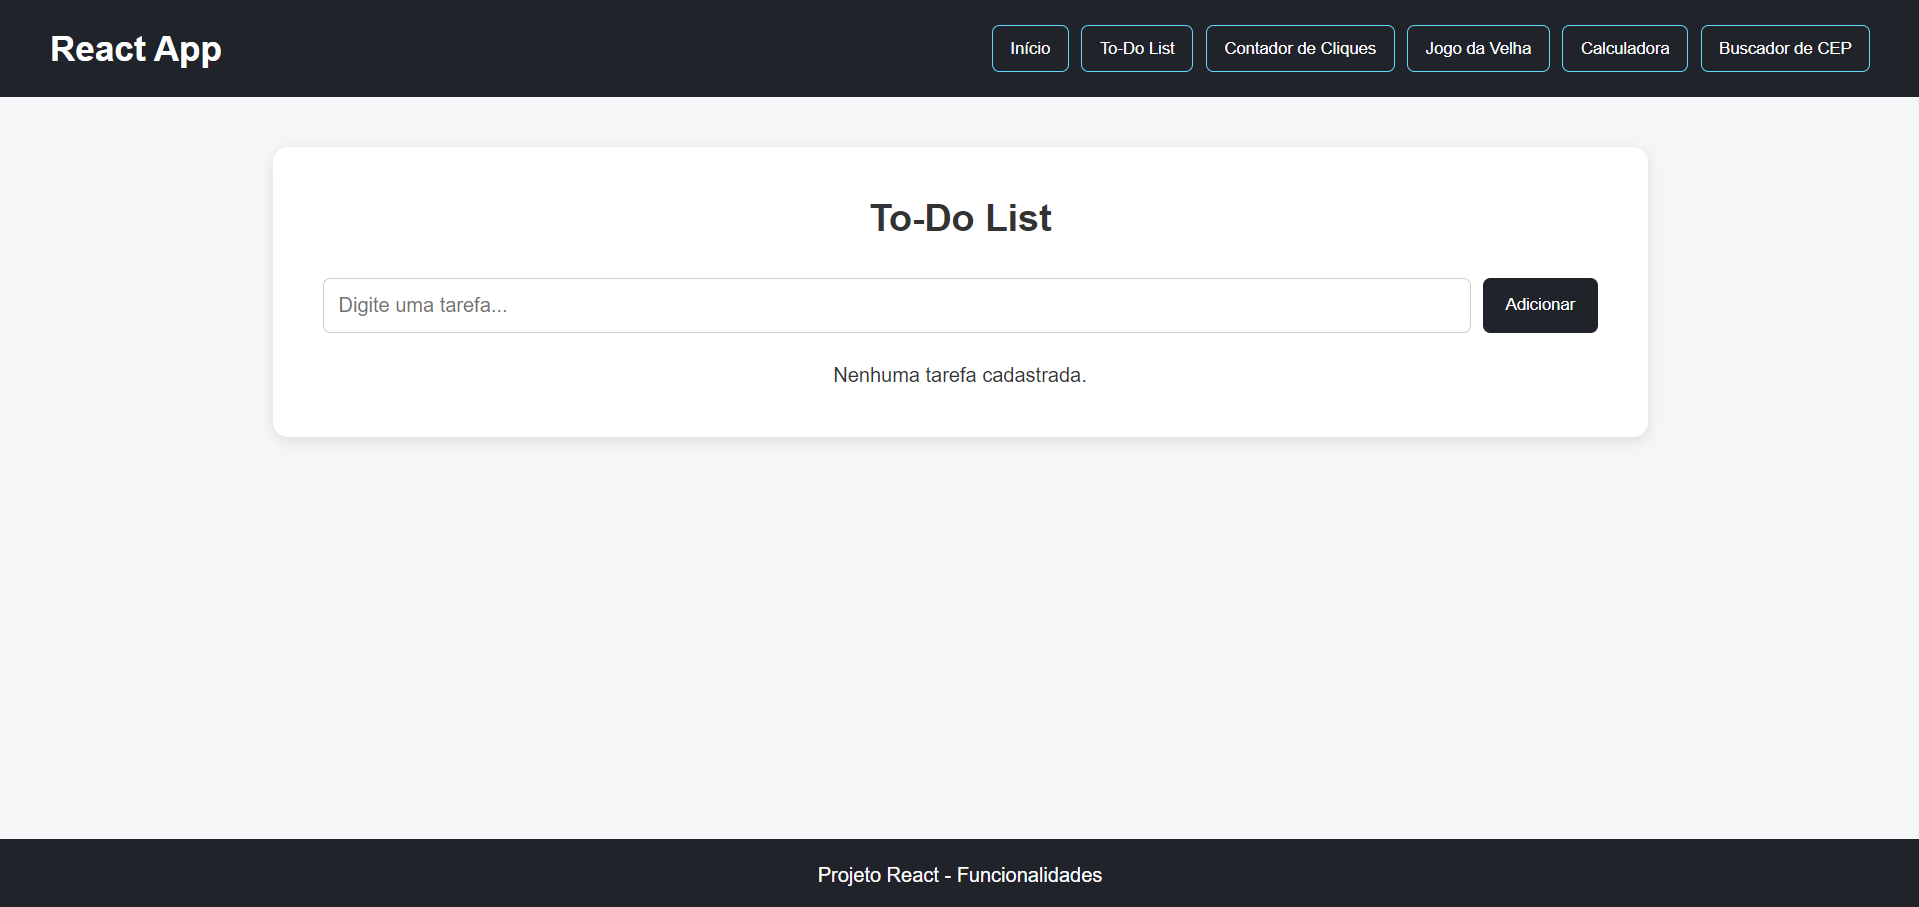 React App
Início
To-Do List
Contador de Cliques
Jogo da Velha
Calculadora
Buscador de CEP
To-Do List
Digite uma tarefa...
Adicionar
Nenhuma tarefa cadastrada.
Projeto React - Funcionalidades